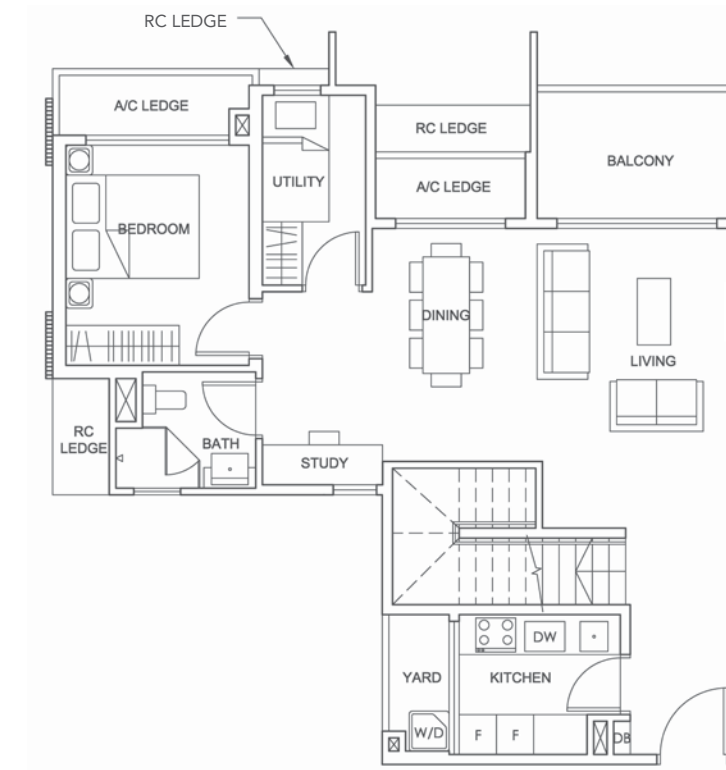 RC LEDGE
A/C LEDGE
RC LEDGE
BALCONY
UTILITY
A/C LEDGE
BEDROOM
DINING
LIVING
RC
LEDGE
BATH
STUDY
DW
YARD
KITCHEN
W/D
F
F
DB